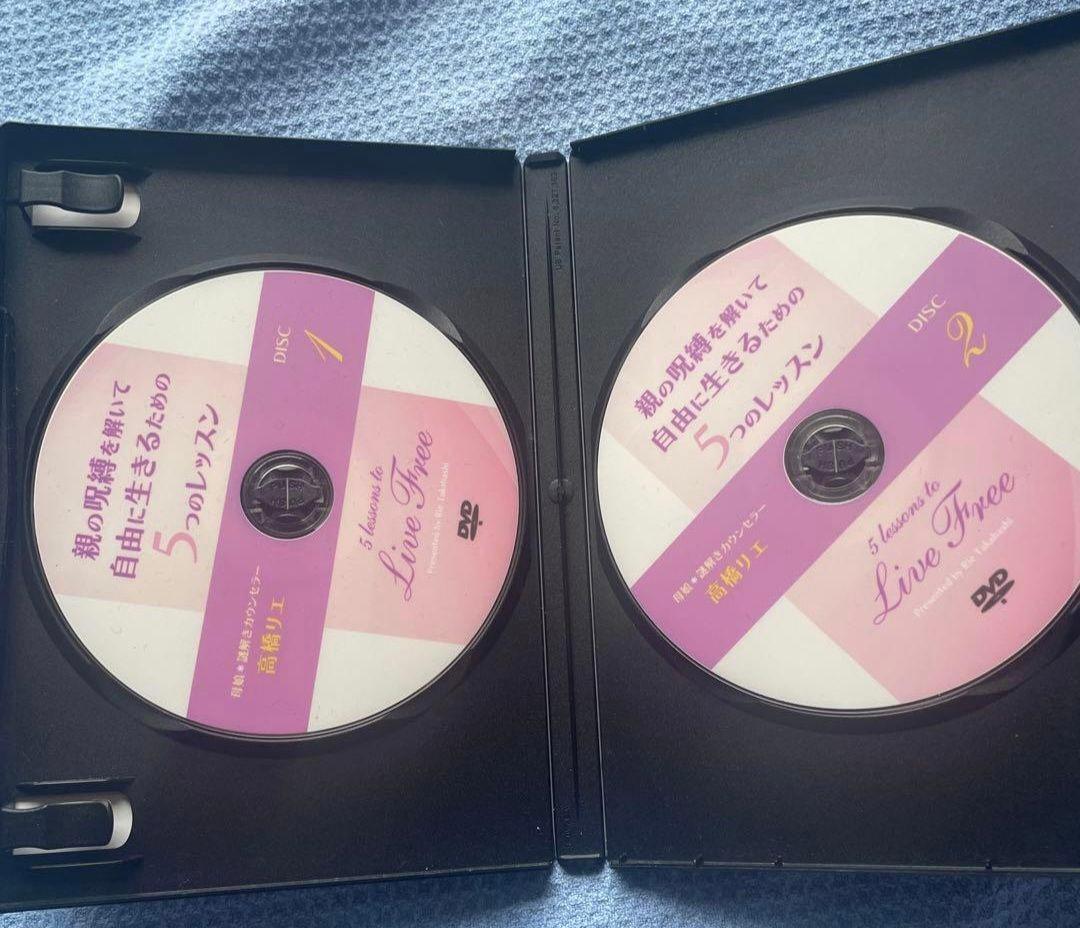 親の呪縛を解いて
自由に生きるための
5つのレッスン
DISC
1
母娘*謎解きカウンセラー
高橋リエ
5 lessons to
Live Free
Presented by Rie Takahashi
DVD
親の呪縛を解いて
自由に生きるための
5つのレッスン
DISC
2
母娘*謎解きカウンセラー
高橋リエ
5 lessons to
Live Free
Presented by Rie Takahashi
DVD